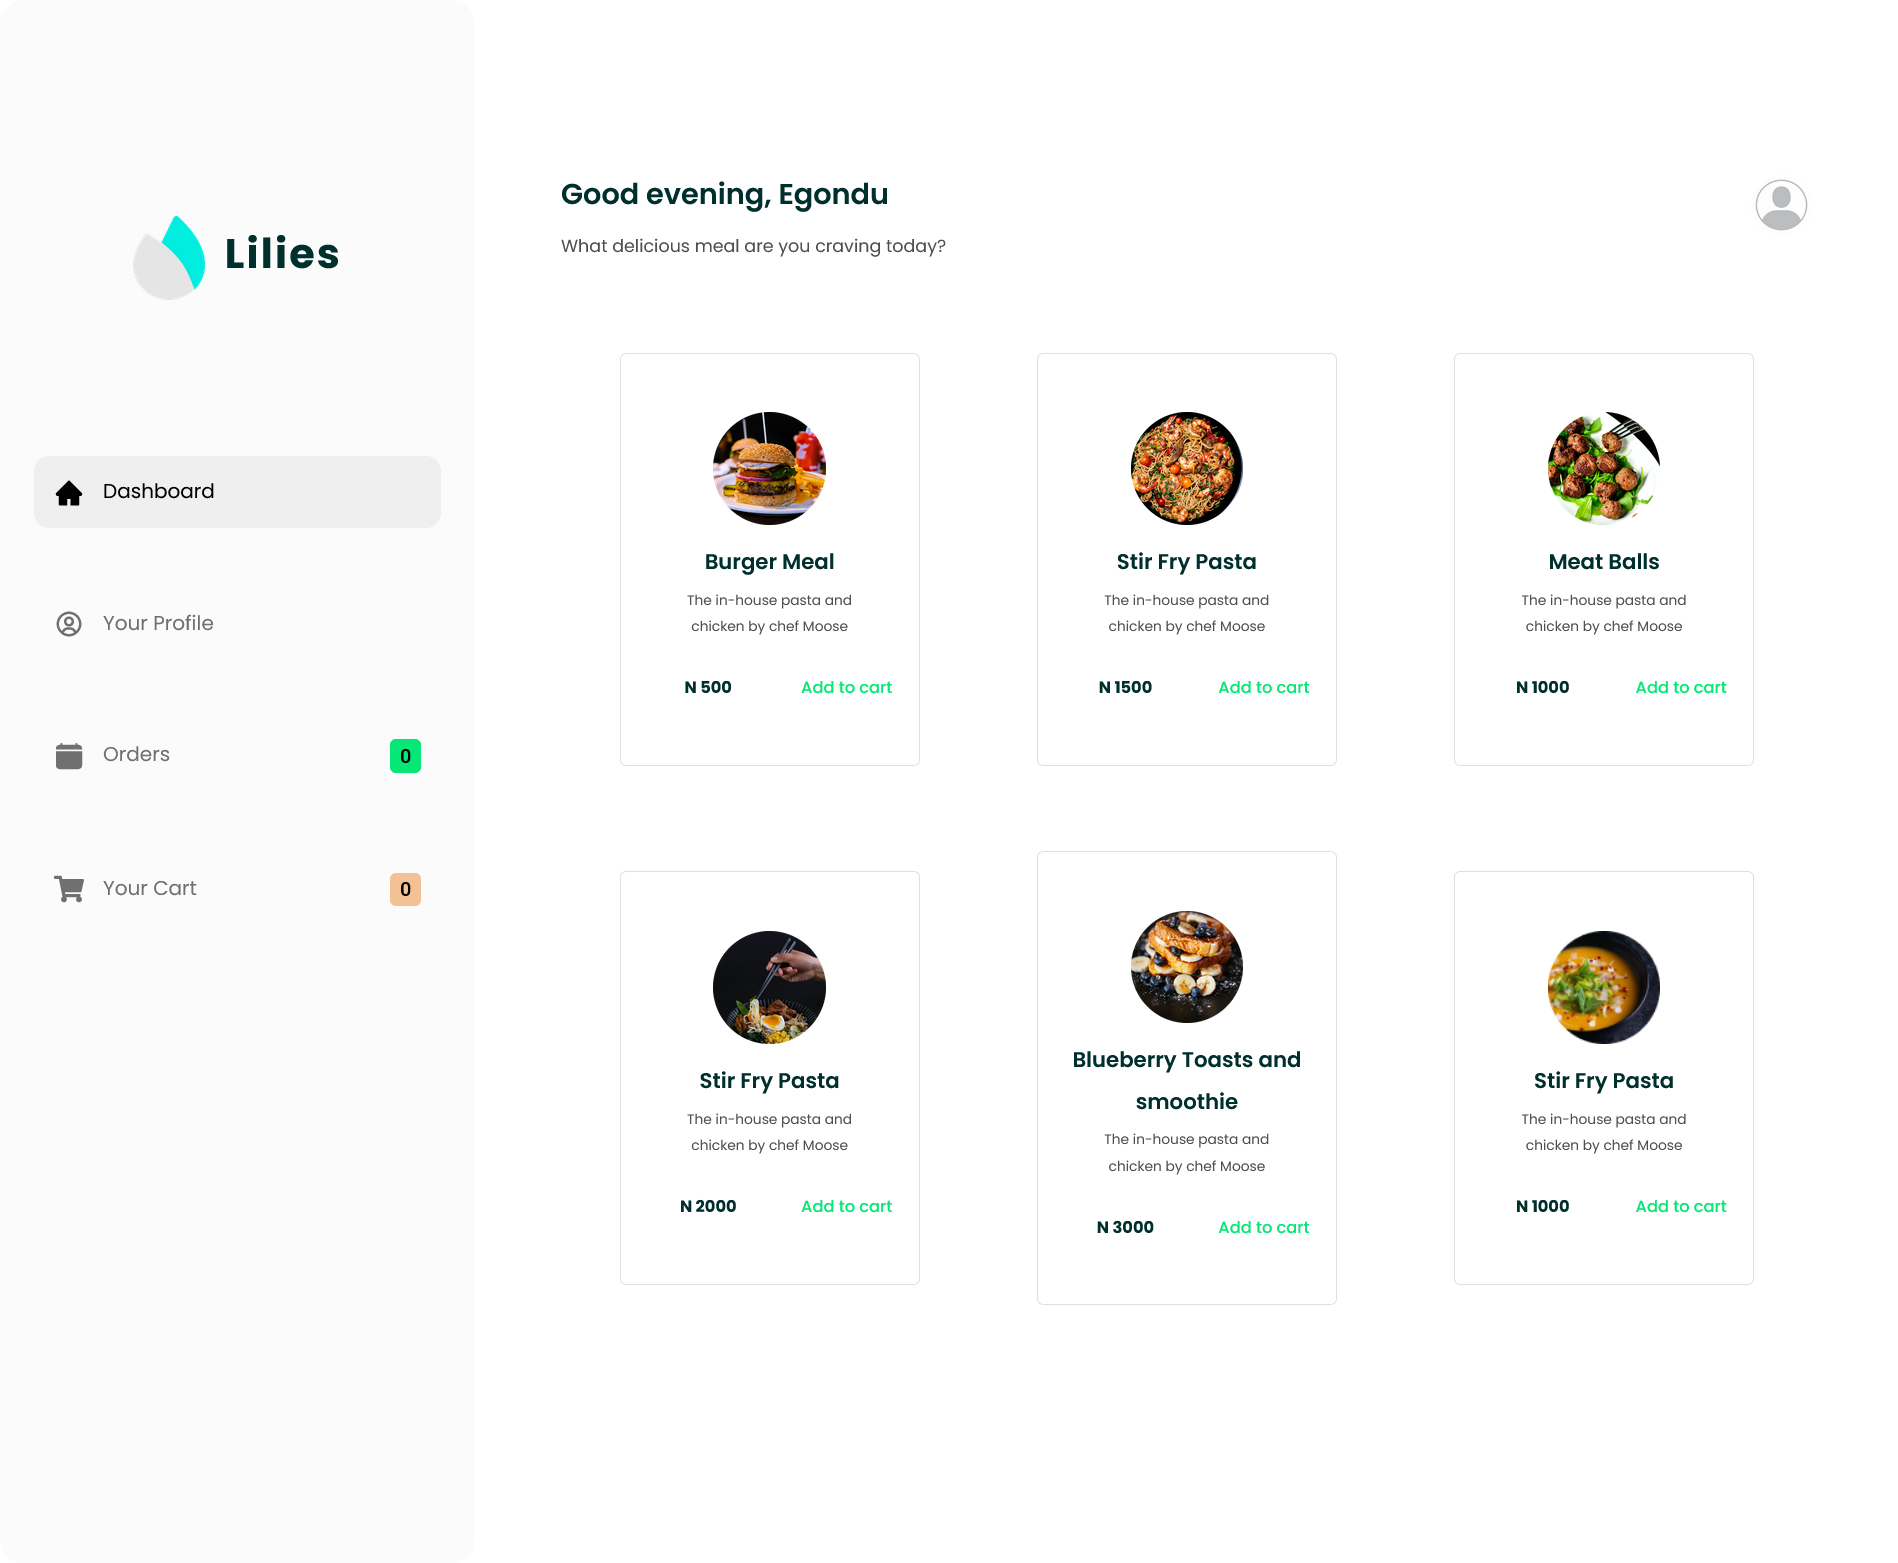 Lilies
Dashboard
Your Profile
Orders
0
Your Cart
0
Good evening, Egondu
What delicious meal are you craving today?
Burger Meal
The in-house pasta and
chicken by chef Moose
N 500
Add to cart
Stir Fry Pasta
The in-house pasta and
chicken by chef Moose
N 1500
Add to cart
Meat Balls
The in-house pasta and
chicken by chef Moose
N 1000
Add to cart
Stir Fry Pasta
The in-house pasta and
chicken by chef Moose
N 2000
Add to cart
Blueberry Toasts and
smoothie
The in-house pasta and
chicken by chef Moose
N 3000
Add to cart
Stir Fry Pasta
The in-house pasta and
chicken by chef Moose
N 1000
Add to cart